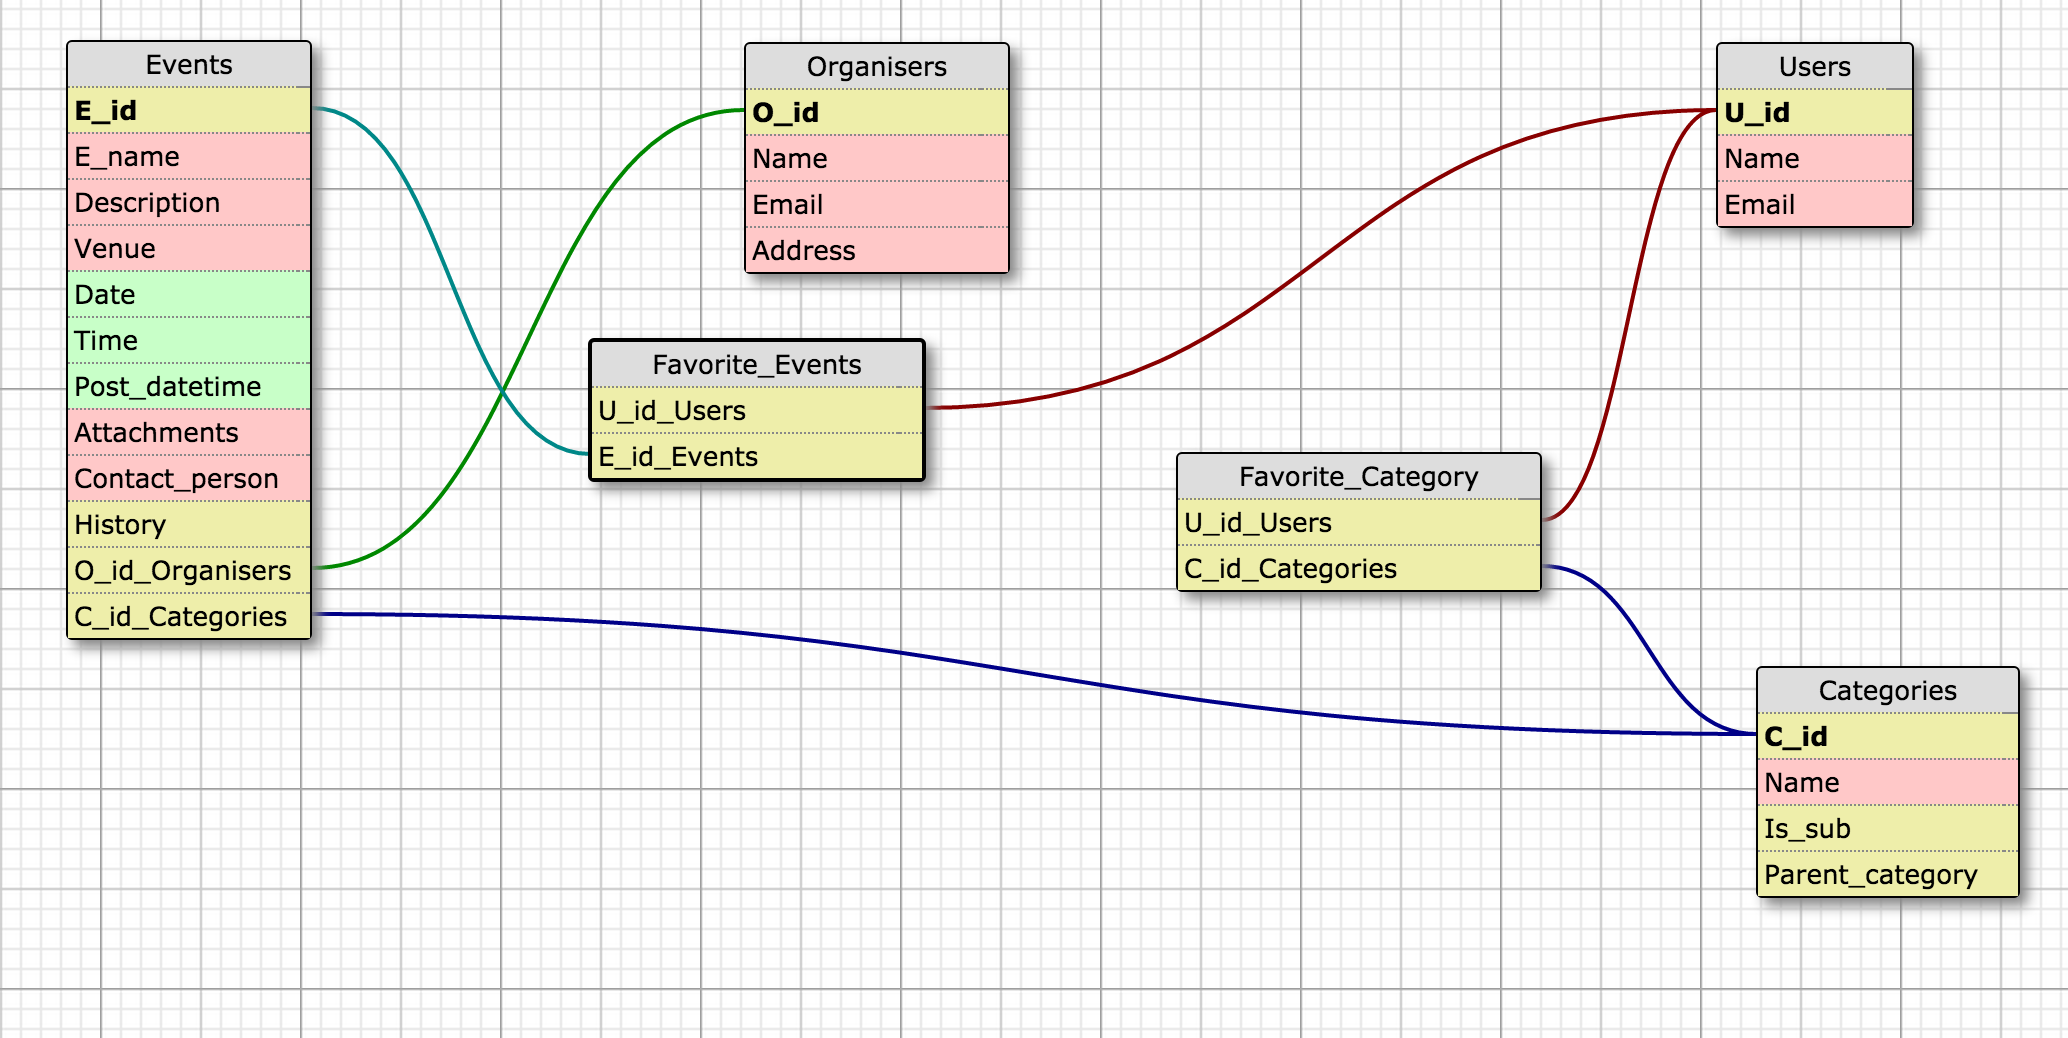 Events
E_id
E_name
Description
Venue
Date
Time
Post_datetime
Attachments
Contact_person
History
O_id_Organisers
C_id_Categories
Organisers
O_id
Name
Email
Address
Favorite_Events
U_id_Users
E_id_Events
Users
U_id
Name
Email
Favorite_Category
U_id_Users
C_id_Categories
Categories
C_id
Name
Is_sub
Parent_category